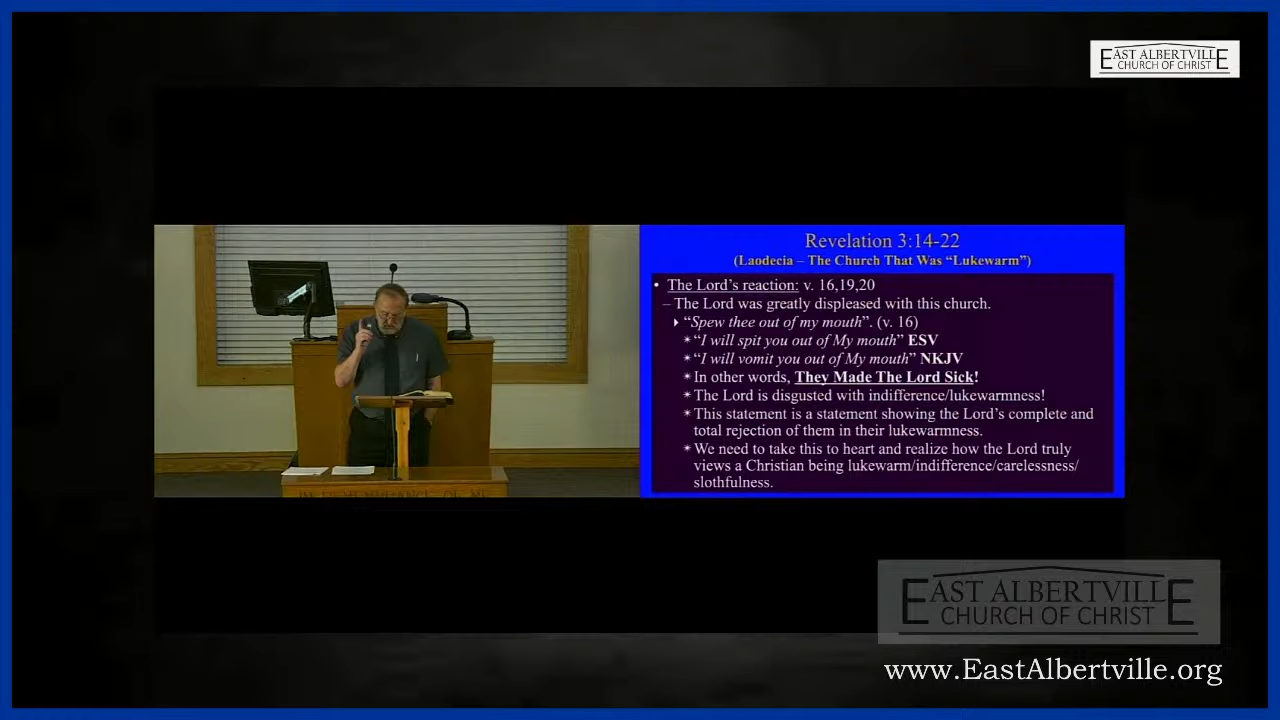 EAST ALBERTVILLE
CHURCH OF CHRIST
Revelation 3:14-22
(Laodecia – The Church That Was “Lukewarm”)
• The Lord’s reaction: v. 16,19,20
– The Lord was greatly displeased with this church.
“Spew thee out of my mouth”. (v. 16)
* “I will spit you out of My mouth” ESV
* “I will vomit you out of My mouth” NKJV
* In other words, They Made The Lord Sick!
* The Lord is disgusted with indifference/lukewarmness!
* This statement is a statement showing the Lord’s complete and
total rejection of them in their lukewarmness.
* We need to take this to heart and realize how the Lord truly
views a Christian being lukewarm/indifference/carelessness/
slothfulness.
IN REMEMBRANCE OF ME
EAST ALBERTVILLE
CHURCH OF CHRIST
www.EastAlbertville.org